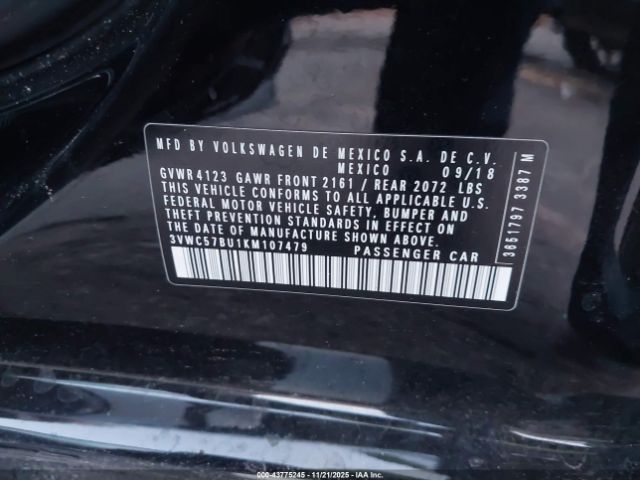 MFD BY VOLKSWAGEN DE MEXICO S.A. DE C.V.
MEXICO 09/18
GVWR 4123 GAWR FRONT 2161 / REAR 2072 LBS
THIS VEHICLE CONFORMS TO ALL APPLICABLE U.S.
FEDERAL MOTOR VEHICLE SAFETY, BUMPER AND
THEFT PREVENTION STANDARDS IN EFFECT ON
THE DATE OF MANUFACTURE SHOWN ABOVE.
3VWC57BU1KM107479 PASSENGER CAR
3651797 3387 M
000-43775245 - 11/21/2025 - IAA Inc.